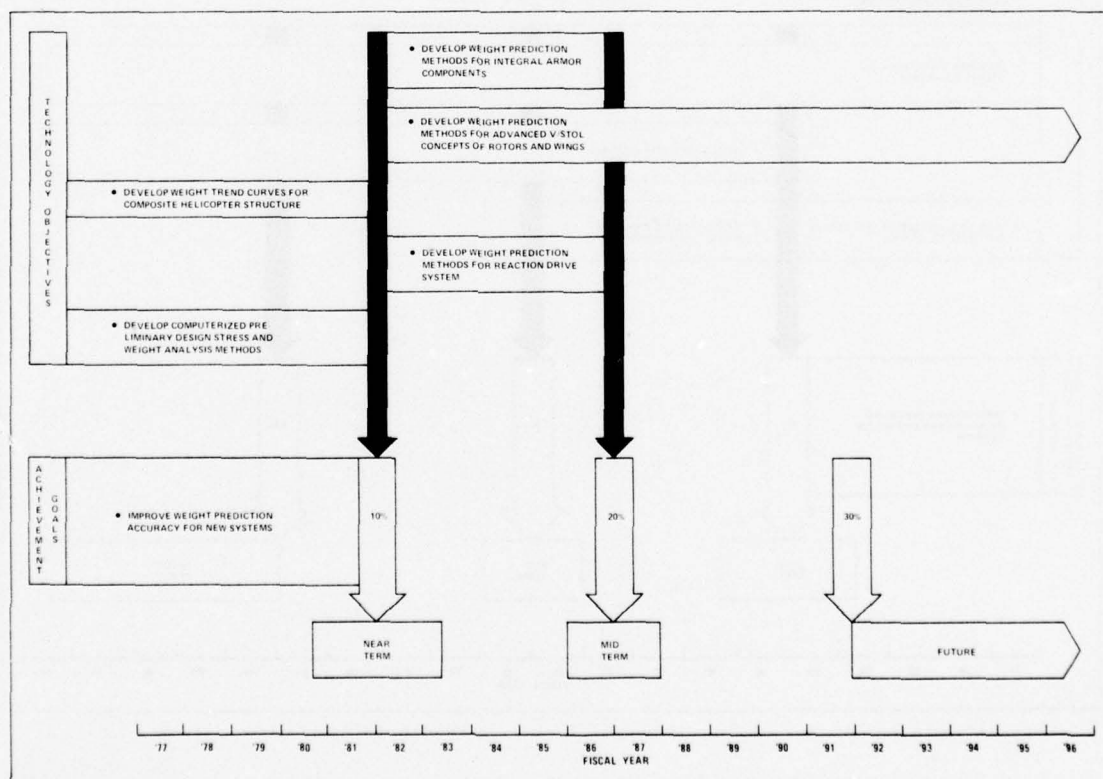 TECHNOLOGY OBJECTIVES
• DEVELOP WEIGHT PREDICTION
METHODS FOR INTEGRAL ARMOR
COMPONENTS
• DEVELOP WEIGHT PREDICTION
METHODS FOR ADVANCED V/STOL
CONCEPTS OF ROTORS AND WINGS
• DEVELOP WEIGHT TREND CURVES FOR
COMPOSITE HELICOPTER STRUCTURE
• DEVELOP WEIGHT PREDICTION
METHODS FOR REACTION DRIVE
SYSTEM
• DEVELOP COMPUTERIZED PRE
LIMINARY DESIGN STRESS AND
WEIGHT ANALYSIS METHODS
ACHIEVEMENT
GOALS
• IMPROVE WEIGHT PREDICTION
ACCURACY FOR NEW SYSTEMS
10%
20%
30%
NEAR
TERM
MID
TERM
FUTURE
'77 '78 '79 '80 '81 '82 '83 '84 '85 '86 '87 '88 '89 '90 '91 '92 '93 '94 '95 '96
FISCAL YEAR